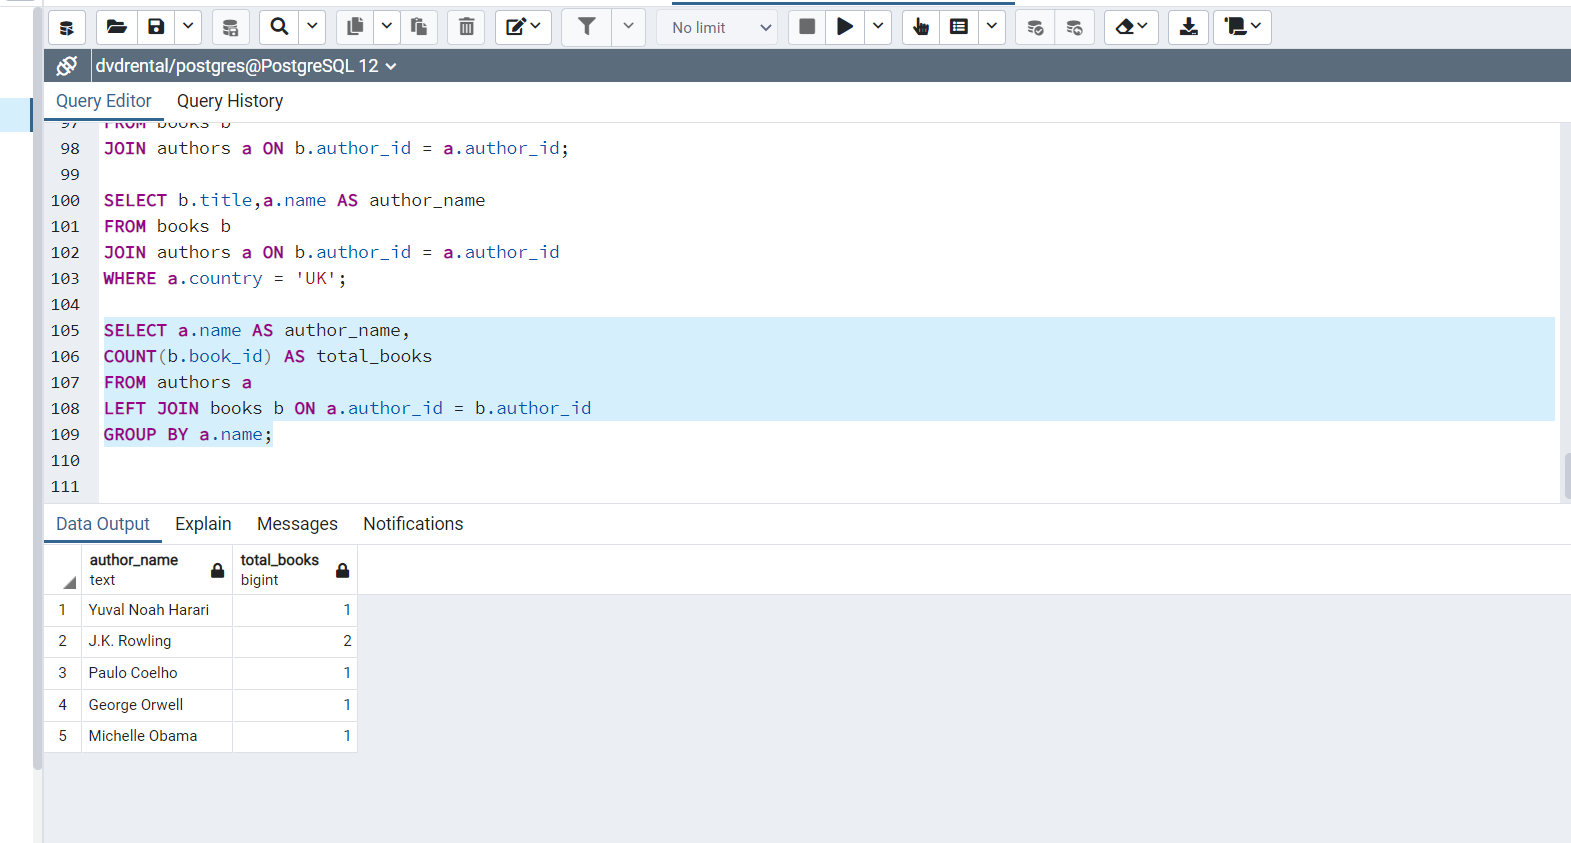 No limit
dvdrental/postgres@PostgreSQL 12
Query Editor Query History
97 FROM books b
98 JOIN authors a ON b.author_id = a.author_id;
99
100 SELECT b.title,a.name AS author_name
101 FROM books b
102 JOIN authors a ON b.author_id = a.author_id
103 WHERE a.country = 'UK';
104
105 SELECT a.name AS author_name,
106 COUNT(b.book_id) AS total_books
107 FROM authors a
108 LEFT JOIN books b ON a.author_id = b.author_id
109 GROUP BY a.name;
110
111
Data Output Explain Messages Notifications
author_name total_books
text bigint
1 Yuval Noah Harari 1
2 J.K. Rowling 2
3 Paulo Coelho 1
4 George Orwell 1
5 Michelle Obama 1